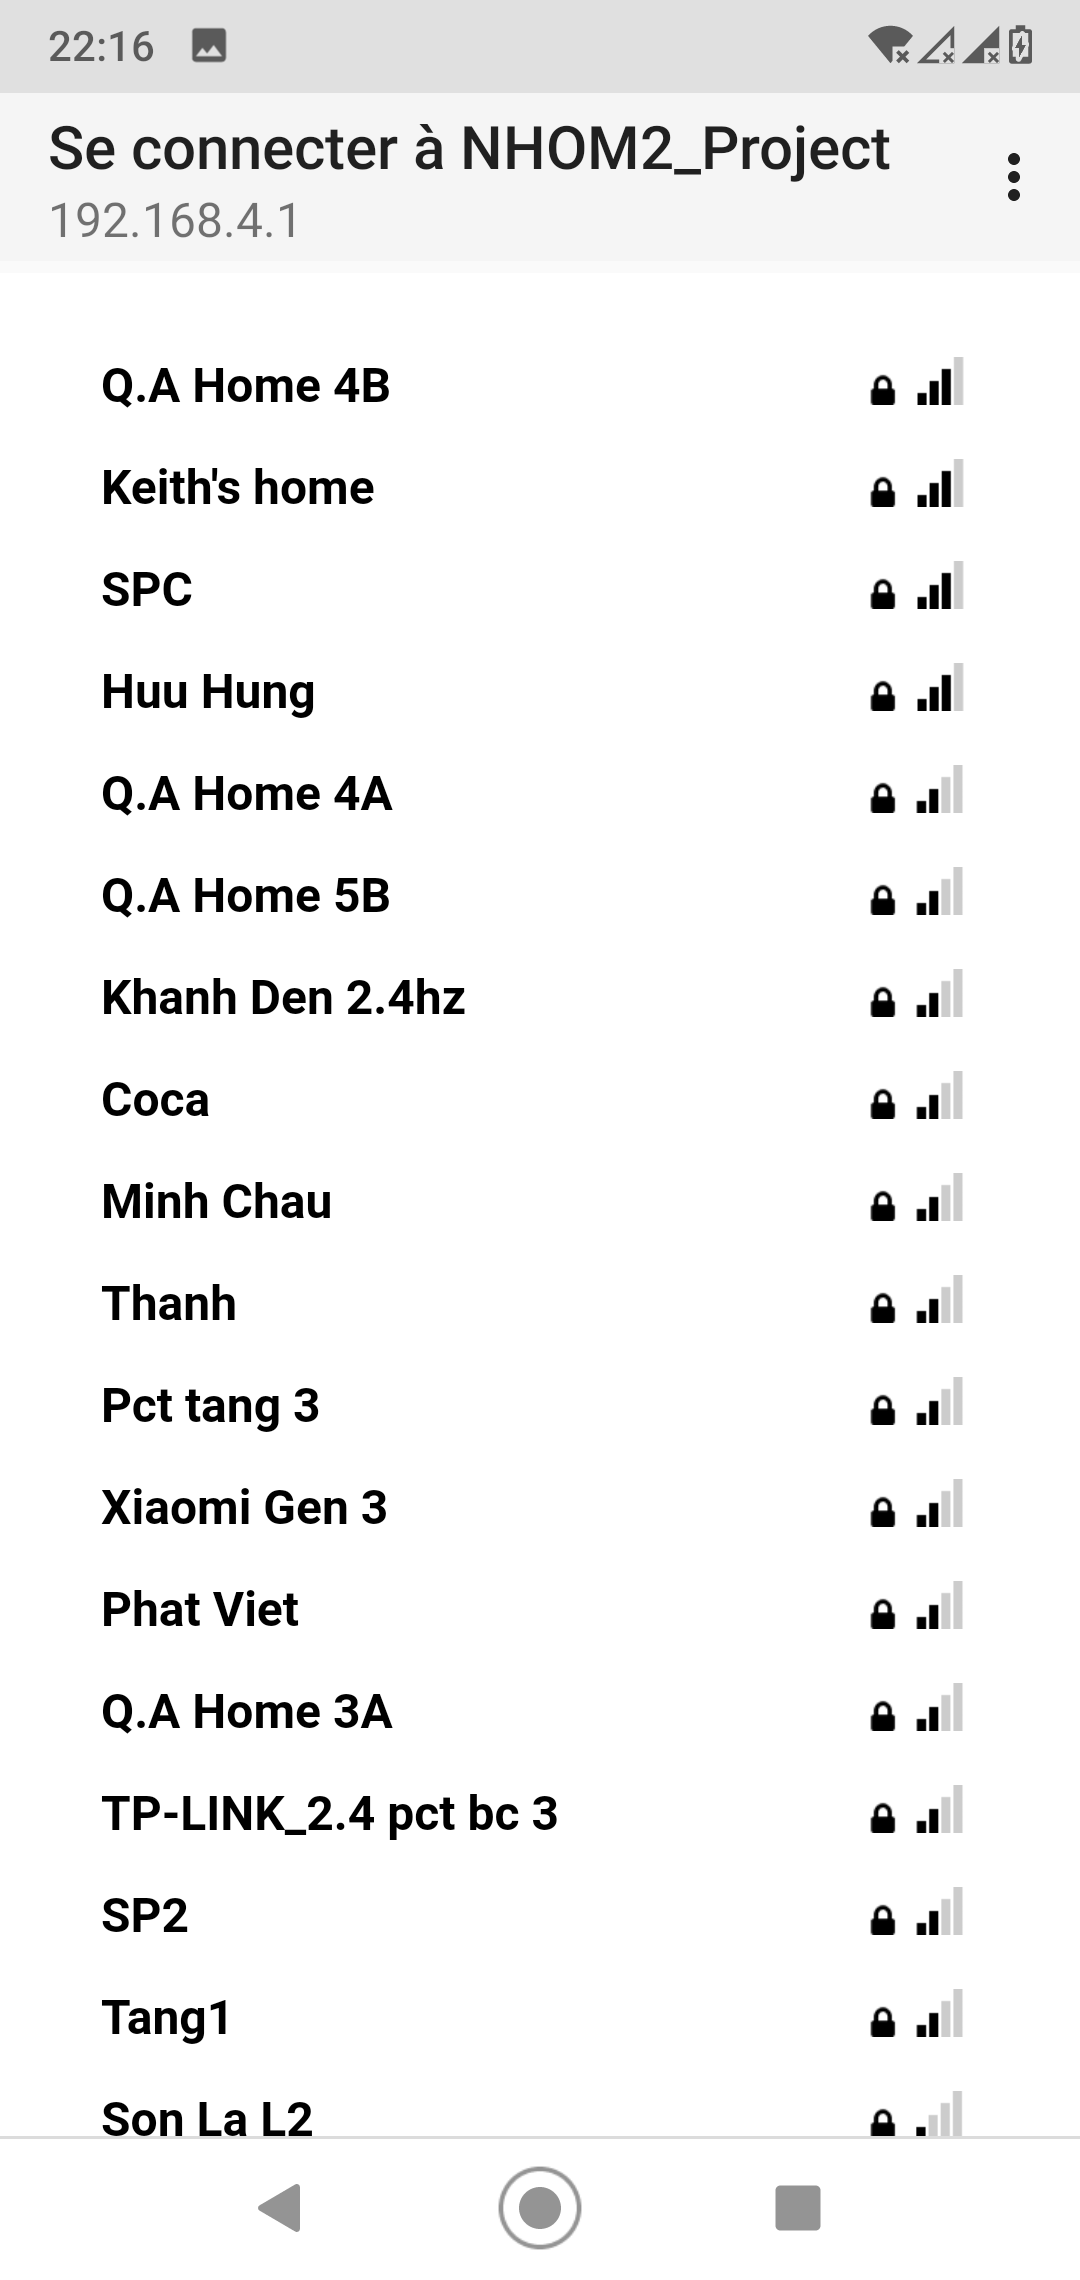 22:16
Se connecter à NHOM2_Project
192.168.4.1
Q.A Home 4B
Keith's home
SPC
Huu Hung
Q.A Home 4A
Q.A Home 5B
Khanh Den 2.4hz
Coca
Minh Chau
Thanh
Pct tang 3
Xiaomi Gen 3
Phat Viet
Q.A Home 3A
TP-LINK_2.4 pct bc 3
SP2
Tang1
Son La L2